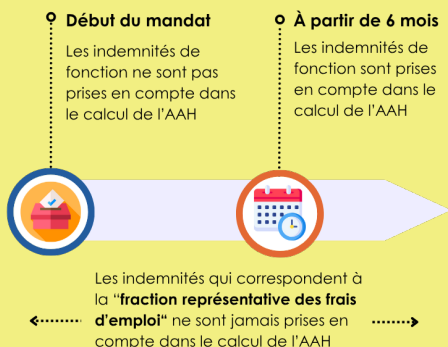 Début du mandat
Les indemnités de
fonction ne sont pas
prises en compte dans
le calcul de l'AAH
À partir de 6 mois
Les indemnités de
fonction sont prises
en compte dans le
calcul de l'AAH
Les indemnités qui correspondent à
la “fraction représentative des frais
d'emploi“ ne sont jamais prises en
compte dans le calcul de l'AAH